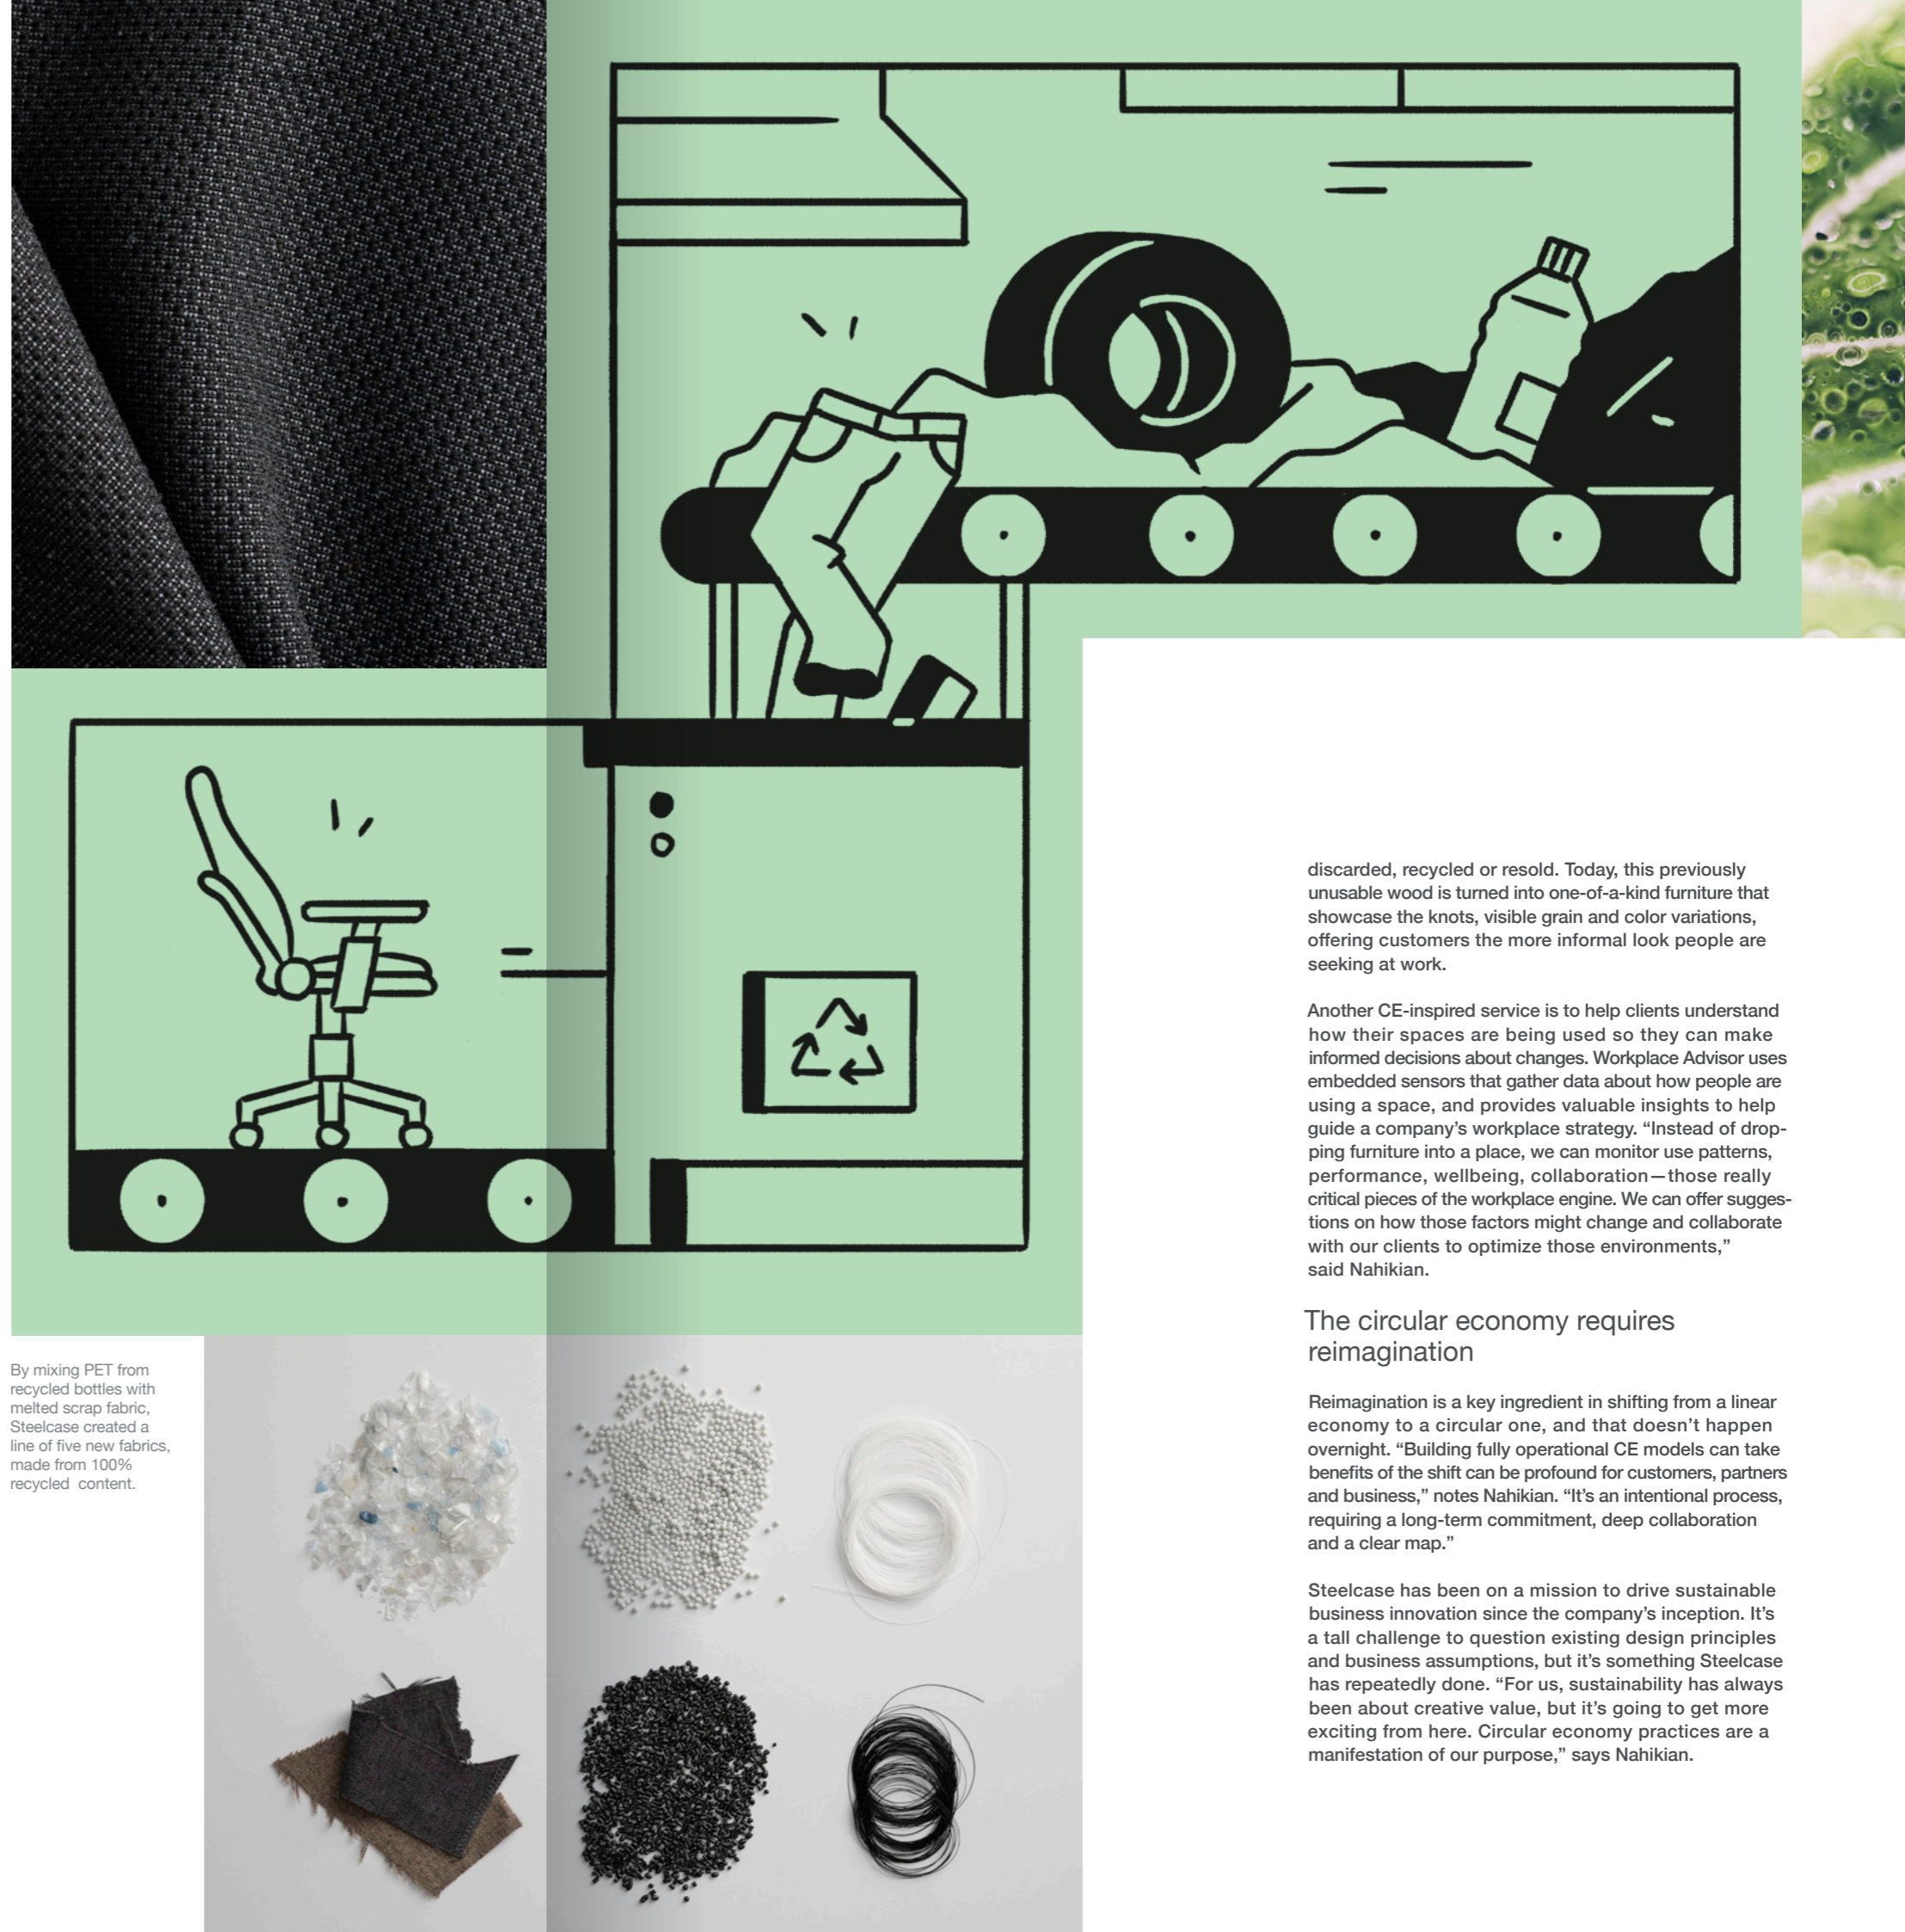 By mixing PET from
recycled bottles with
melted scrap fabric,
Steelcase created a
line of five new fabrics,
made from 100%
recycled content.
discarded, recycled or resold. Today, this previously
unusable wood is turned into one-of-a-kind furniture that
showcase the knots, visible grain and color variations,
offering customers the more informal look people are
seeking at work.
Another CE-inspired service is to help clients understand
how their spaces are being used so they can make
informed decisions about changes. Workplace Advisor uses
embedded sensors that gather data about how people are
using a space, and provides valuable insights to help
guide a company’s workplace strategy. “Instead of drop-
ping furniture into a place, we can monitor use patterns,
performance, wellbeing, collaboration—those really
critical pieces of the workplace engine. We can offer sugges-
tions on how those factors might change and collaborate
with our clients to optimize those environments,”
said Nahikian.
The circular economy requires
reimagination
Reimagination is a key ingredient in shifting from a linear
economy to a circular one, and that doesn’t happen
overnight. “Building fully operational CE models can take
benefits of the shift can be profound for customers, partners
and business,” notes Nahikian. “It’s an intentional process,
requiring a long-term commitment, deep collaboration
and a clear map.”
Steelcase has been on a mission to drive sustainable
business innovation since the company’s inception. It’s
a tall challenge to question existing design principles
and business assumptions, but it’s something Steelcase
has repeatedly done. “For us, sustainability has always
been about creative value, but it’s going to get more
exciting from here. Circular economy practices are a
manifestation of our purpose,” says Nahikian.